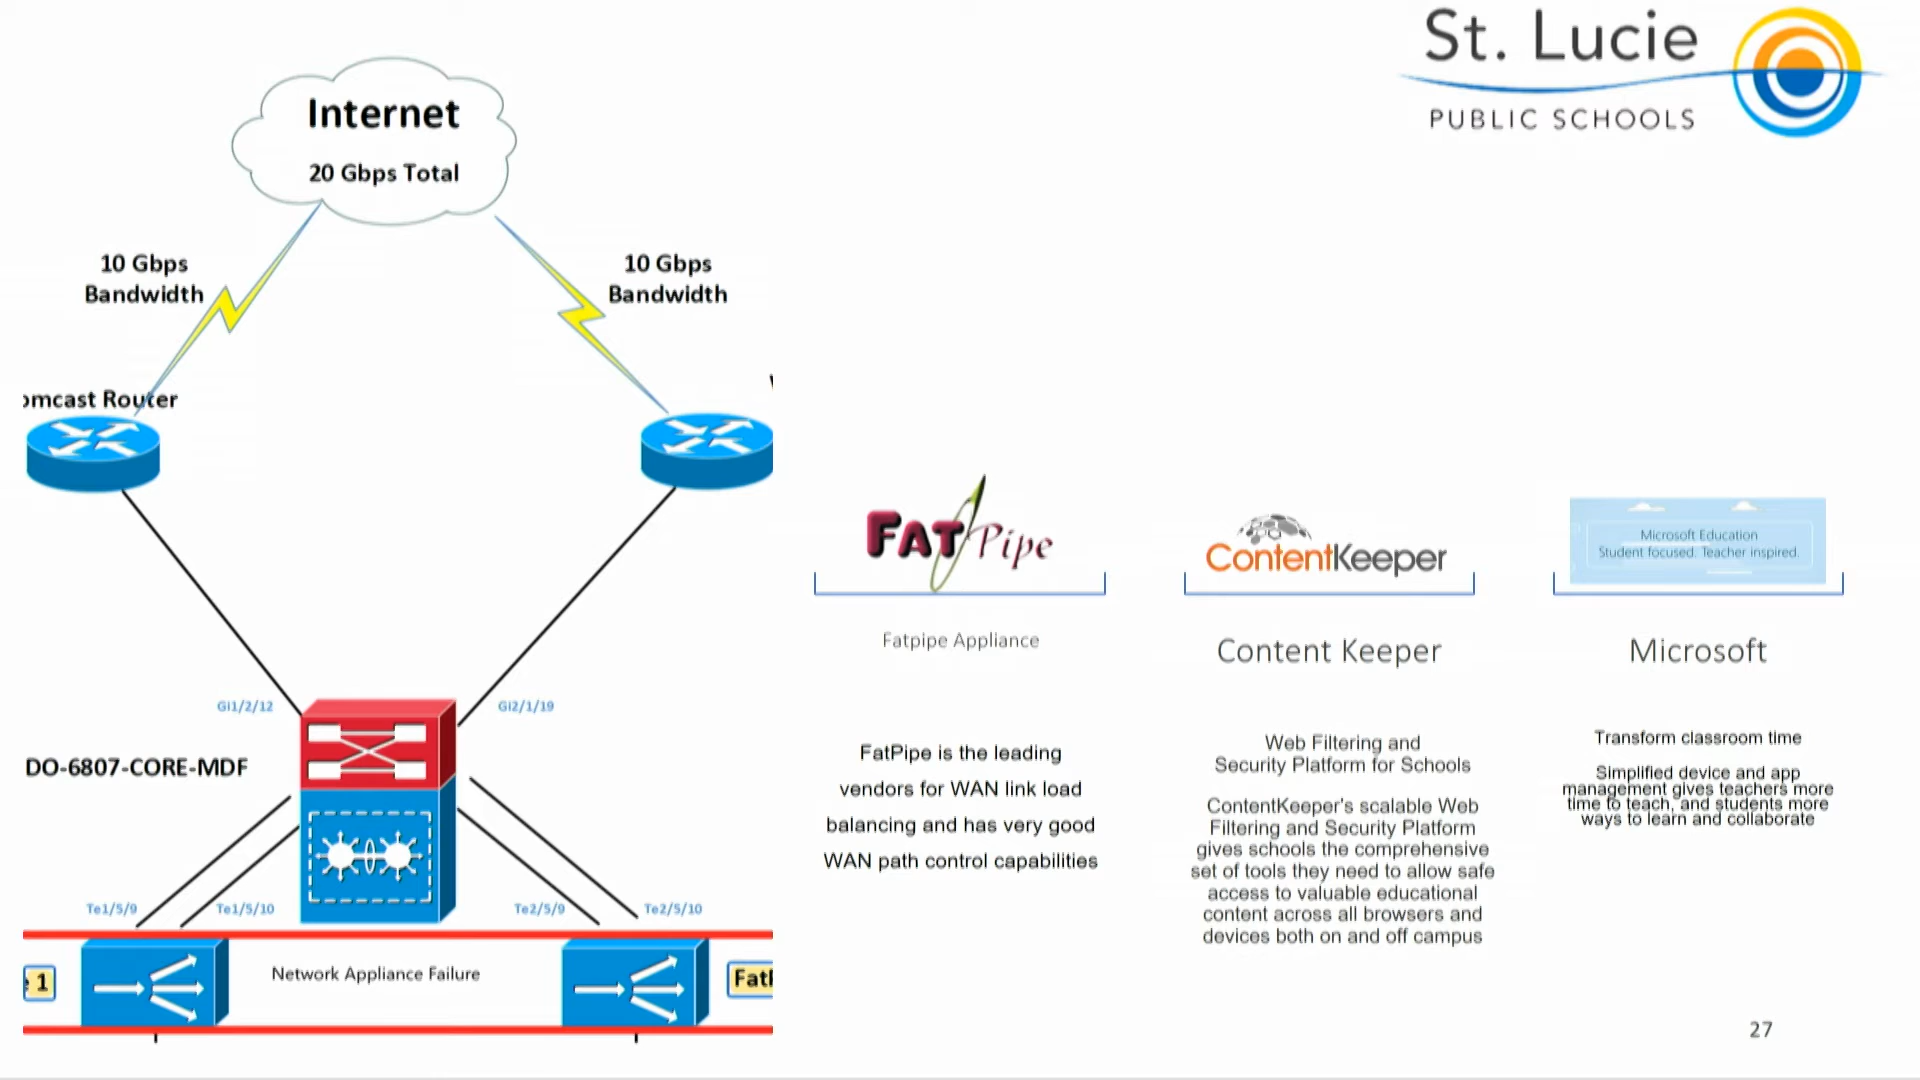 St. Lucie
PUBLIC SCHOOLS
Internet
20 Gbps Total
10 Gbps
Bandwidth
10 Gbps
Bandwidth
omcast Router
Gi1/2/12
Gi2/1/19
DO-6807-CORE-MDF
Te1/5/9
Te1/5/10
Te2/5/9
Te2/5/10
1
Network Appliance Failure
FATPipe
Fatpipe Appliance
FatPipe is the leading
vendors for WAN link load
balancing and has very good
WAN path control capabilities
ContentKeeper
Content Keeper
Web Filtering and
Security Platform for Schools
ContentKeeper's scalable Web
Filtering and Security Platform
gives schools the comprehensive
set of tools they need to allow safe
access to valuable educational
content across all browsers and
devices both on and off campus
Microsoft Education
Student focused. Teacher inspired.
Microsoft
Transform classroom time
Simplified device and app
management gives teachers more
time to teach, and students more
ways to learn and collaborate
27